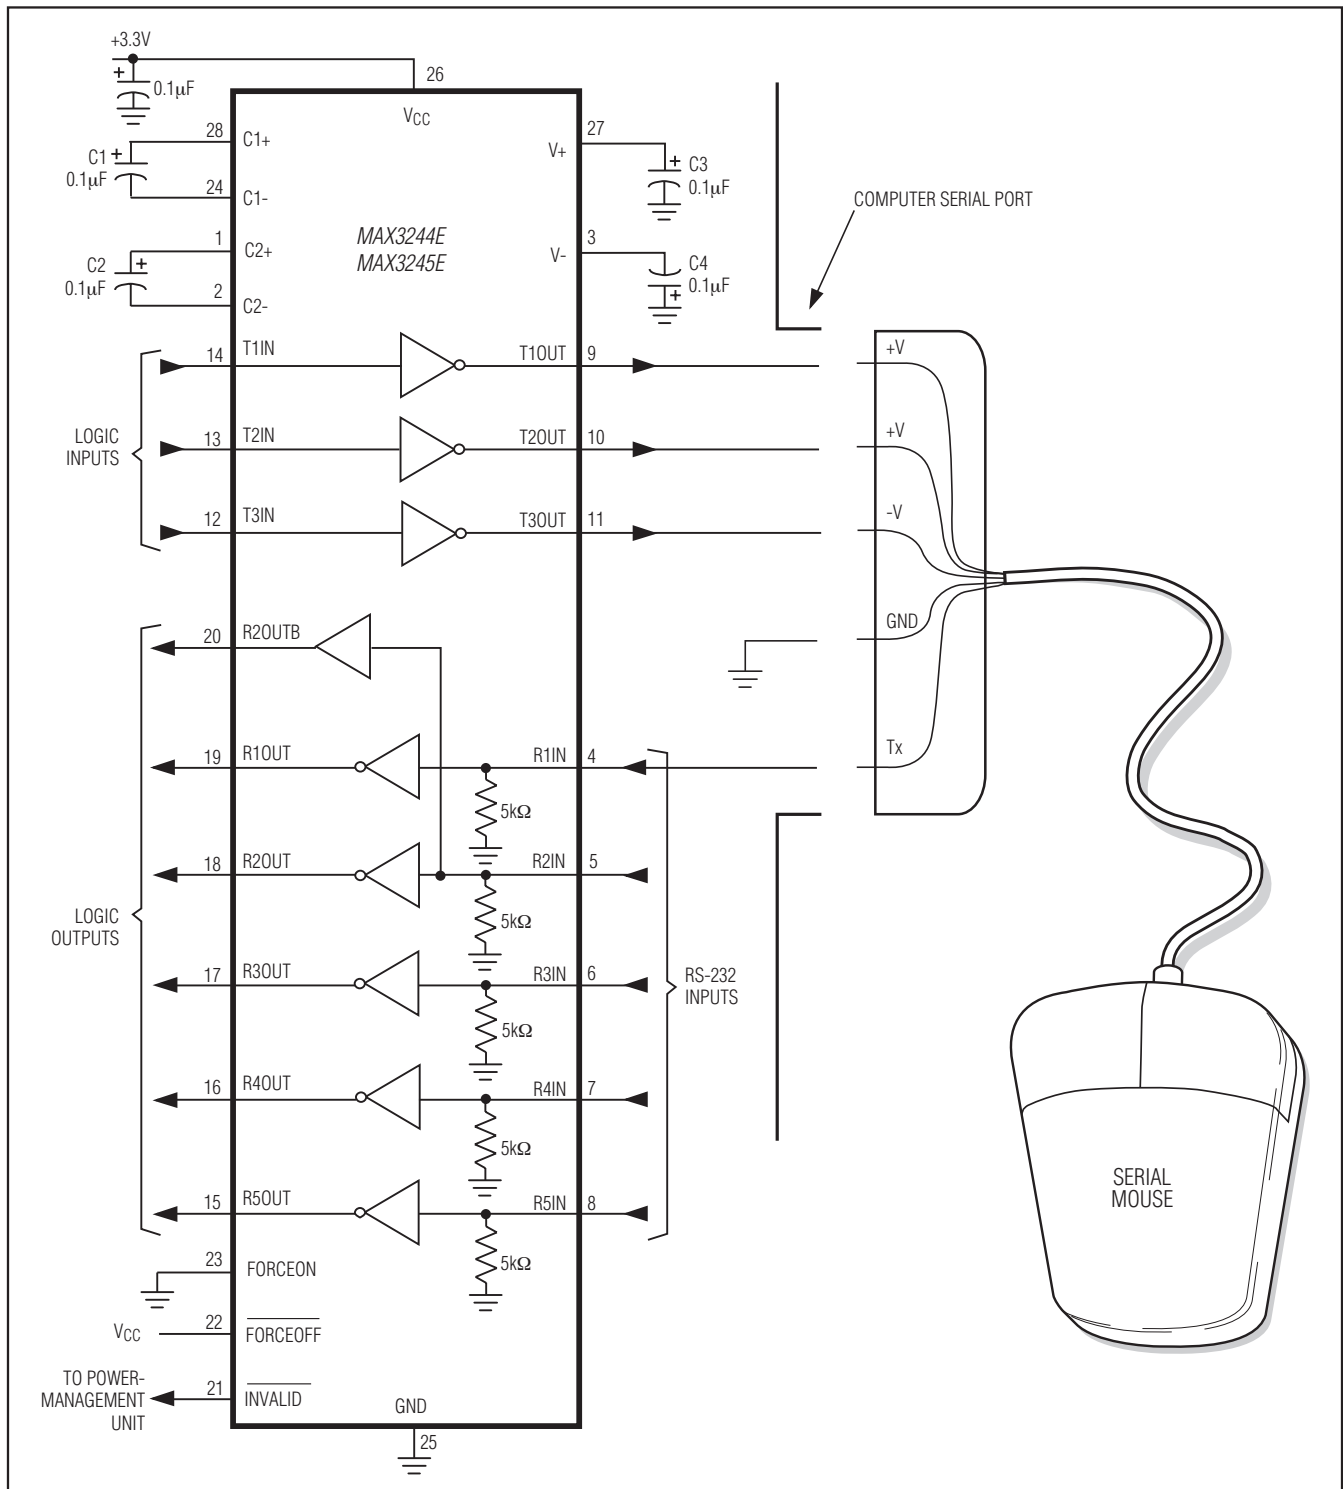 +3.3V
0.1μF
26
VCC
28
C1+
C1
0.1μF
24
C1-
27
V+
C3
0.1μF
COMPUTER SERIAL PORT
1
C2+
C2
0.1μF
2
C2-
MAX3244E
MAX3245E
3
V-
C4
0.1μF
LOGIC
INPUTS
14
T1IN
T1OUT
9
+V
13
T2IN
T2OUT
10
+V
12
T3IN
T3OUT
11
-V
GND
Tx
LOGIC
OUTPUTS
20
R2OUTB
19
R1OUT
R1IN
4
5kΩ
18
R2OUT
R2IN
5
5kΩ
17
R3OUT
R3IN
6
5kΩ
RS-232
INPUTS
16
R4OUT
R4IN
7
5kΩ
15
R5OUT
R5IN
8
5kΩ
23
FORCEON
VCC
22
FORCEOFF
TO POWER-
MANAGEMENT
UNIT
21
INVALID
GND
25
SERIAL
MOUSE